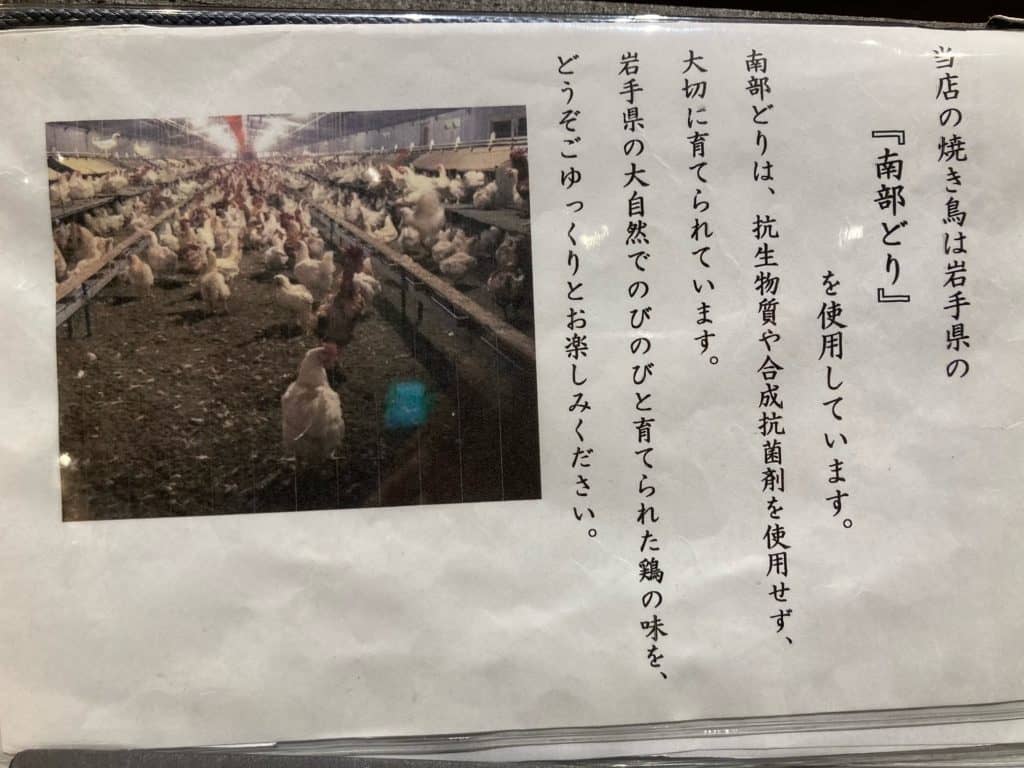 当店の焼き鳥は岩手県の
『南部どり』
を使用しています。
南部どりは、抗生物質や合成抗菌剤を使用せず、
大切に育てられています。
岩手県の大自然でのびのびと育てられた鶏の味を、
どうぞごゆっくりとお楽しみください。